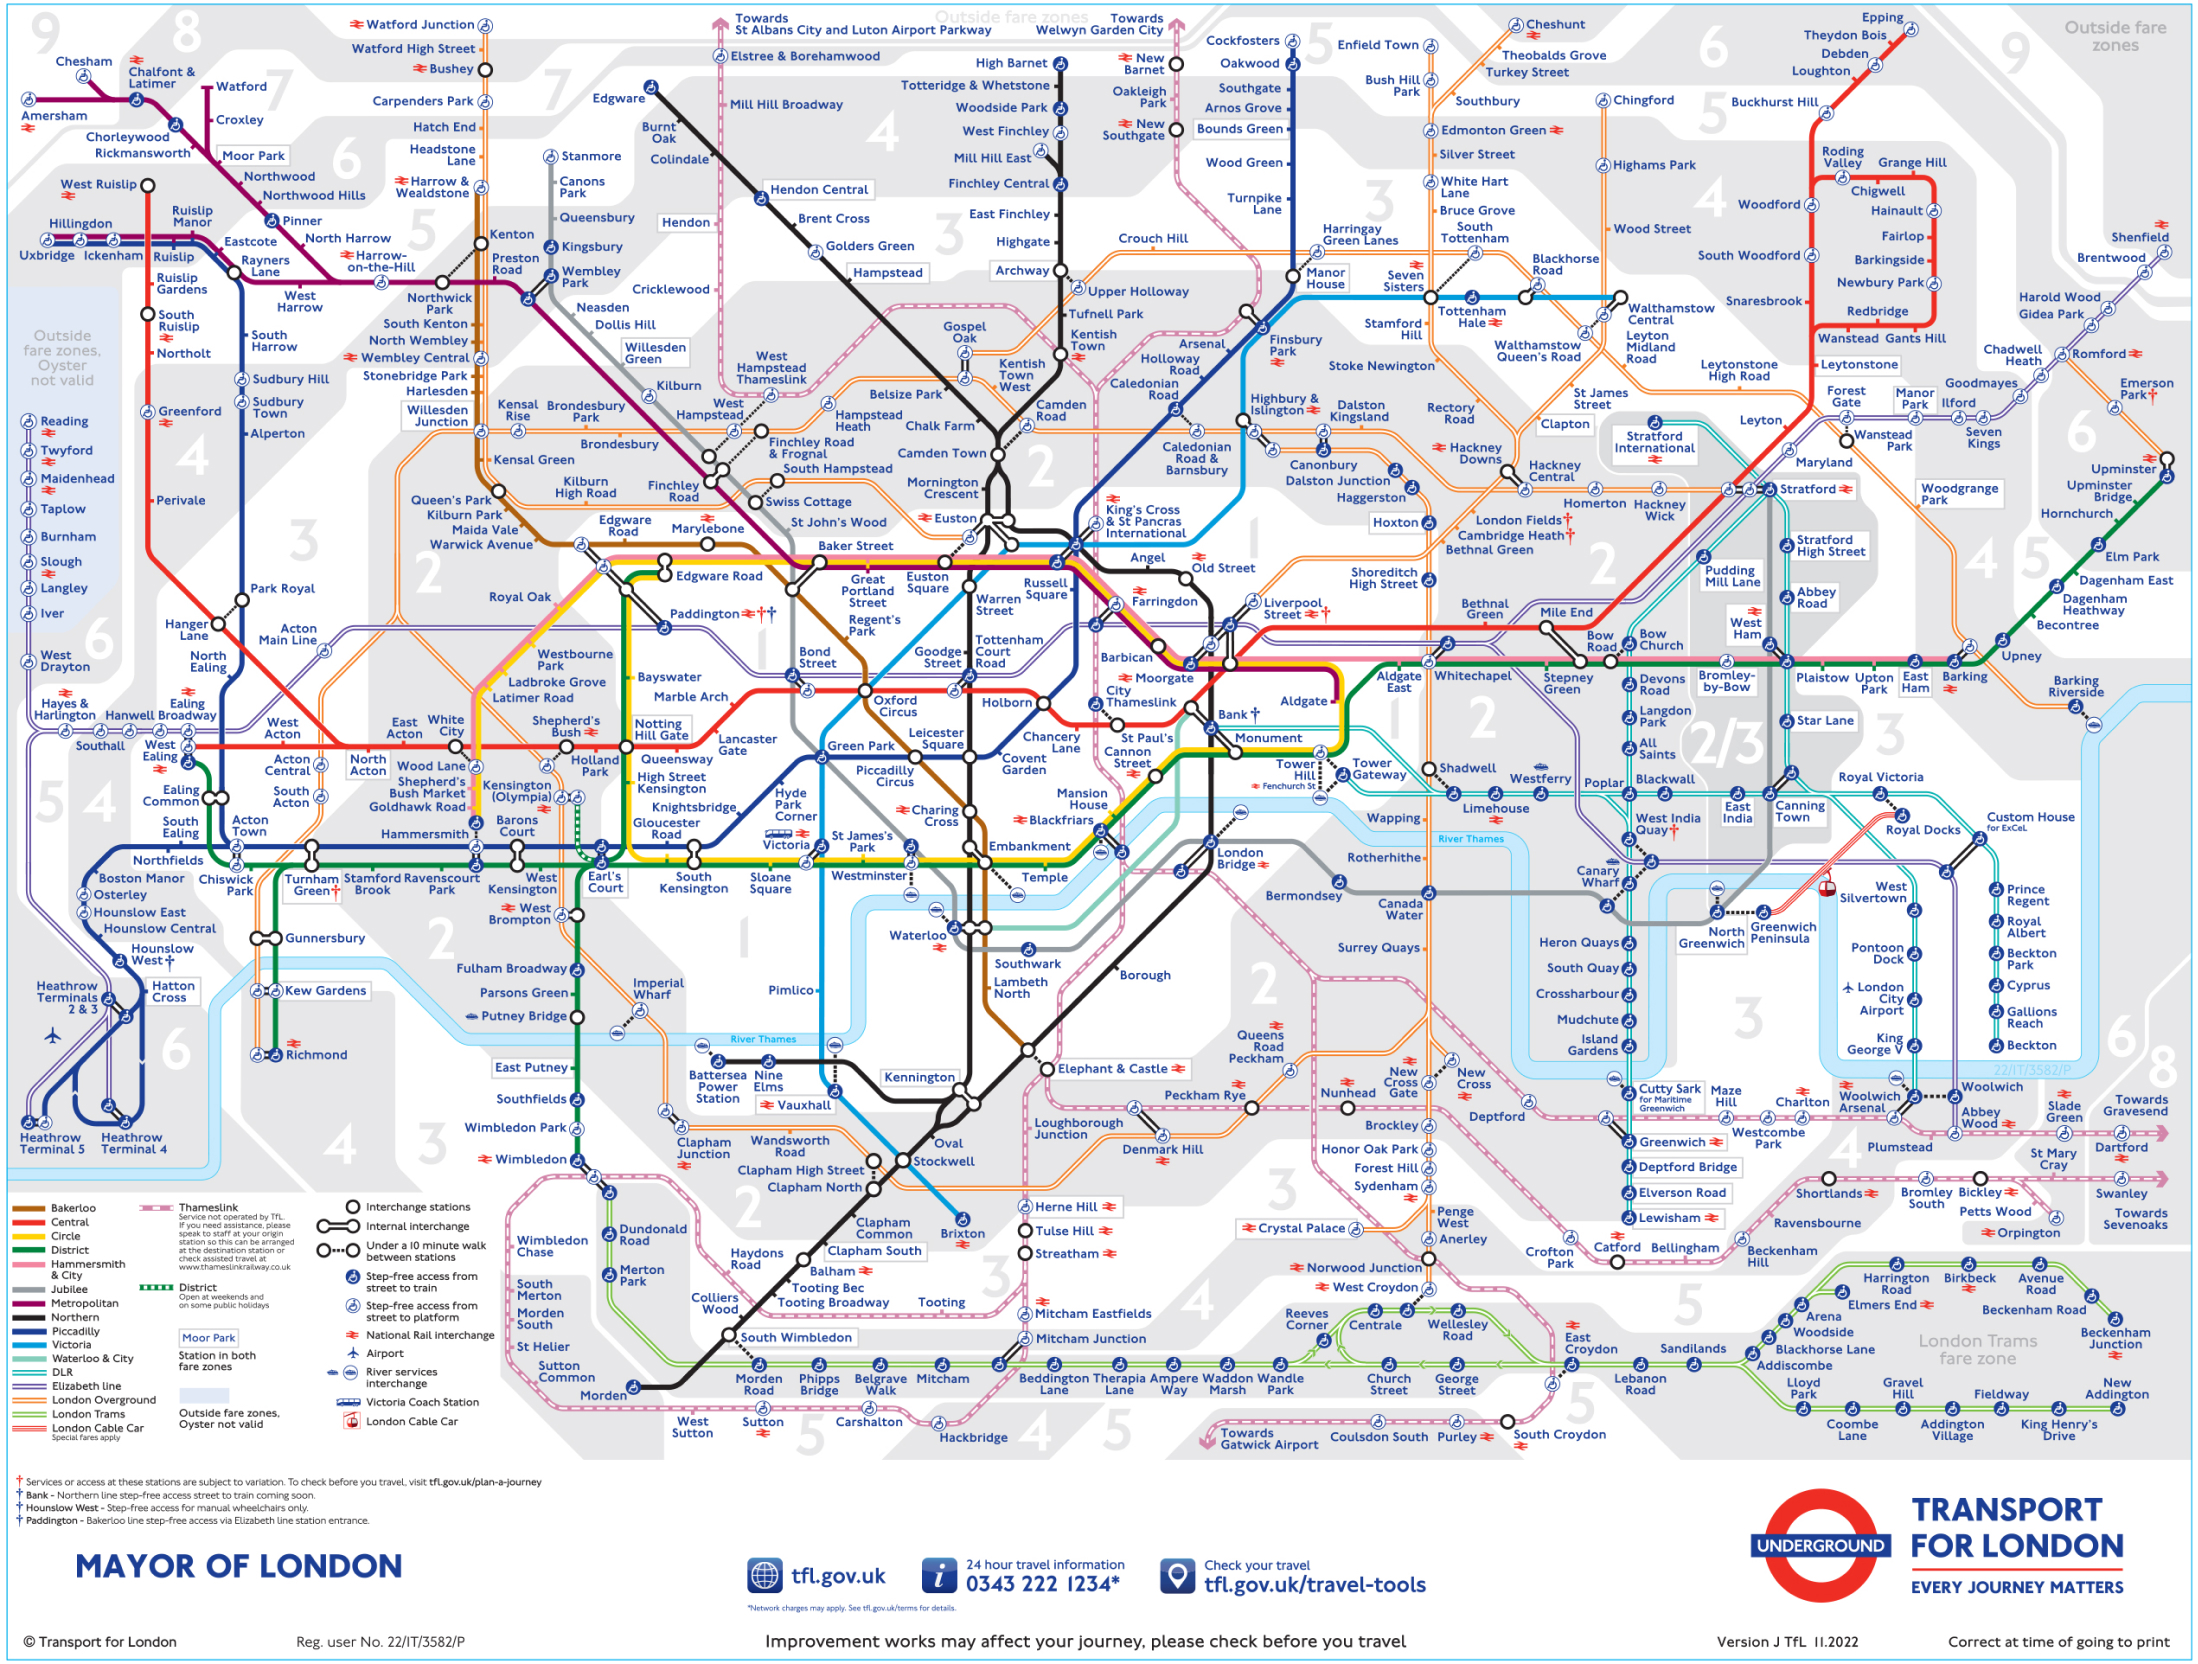 Outside fare zones
9
8
7
6
5
Outside fare
zones
Watford Junction
Watford High Street
Bushey
Carpenders Park
Hatch End
Headstone
Lane
Harrow &
Wealdstone
Kenton
Preston
Road
Northwick
Park
South Kenton
North Wembley
Wembley Central
Stonebridge Park
Harlesden
Willesden
Junction
Kensal Green
Queen's Park
Kilburn Park
Maida Vale
Warwick Avenue
Chesham
Chalfont &
Latimer
Amersham
Chorleywood
Rickmansworth
Watford
Croxley
Moor Park
Northwood
Northwood Hills
Pinner
North Harrow
Harrow-
on-the-Hill
West Ruislip
Hillingdon
Ruislip
Manor
Eastcote
Uxbridge
Ickenham
Ruislip
Rayners
Lane
West
Harrow
Ruislip
Gardens
South
Ruislip
Northolt
South
Harrow
Sudbury Hill
Sudbury
Town
Alperton
Greenford
Perivale
Park Royal
Hanger
Lane
North
Ealing
Acton
Main Line
Outside
fare zones,
Oyster
not valid
Reading
Twyford
Maidenhead
Taplow
Burnham
Slough
Langley
Iver
West
Drayton
Hayes &
Harlington
Hanwell
Ealing
Broadway
Southall
West
Ealing
West
Acton
East
Acton
White
City
North
Acton
Acton
Central
South
Acton
Ealing
Common
South
Ealing
Acton
Town
Northfields
Boston Manor
Osterley
Hounslow East
Hounslow Central
Hounslow
West†
Hatton
Cross
Heathrow
Terminals
2 & 3
Heathrow
Terminal 5
Heathrow
Terminal 4
Chiswick
Park
Turnham
Green†
Stamford
Brook
Ravenscourt
Park
Hammersmith
Barons
Court
West
Kensington
Earl's
Court
Gunnersbury
Kew Gardens
Richmond
Towards
St Albans City and Luton Airport Parkway
Elstree & Borehamwood
Mill Hill Broadway
Hendon
Cricklewood
West
Hampstead
Thameslink
Edgware
Burnt
Oak
Colindale
Hendon Central
Brent Cross
Golders Green
Hampstead
Belsize Park
Chalk Farm
Camden Town
Mornington
Crescent
Euston
Stanmore
Canons
Park
Queensbury
Kingsbury
Wembley
Park
Neasden
Dollis Hill
Willesden
Green
Kilburn
West
Hampstead
Finchley Road
& Frognal
South Hampstead
Finchley
Road
Swiss Cottage
St John's Wood
Kensal
Rise
Brondesbury
Park
Brondesbury
Kilburn
High Road
Hampstead
Heath
Gospel
Oak
Kentish
Town
West
Camden
Road
High Barnet
Totteridge & Whetstone
Woodside Park
West Finchley
Mill Hill East
Finchley Central
East Finchley
Highgate
Archway
Upper Holloway
Tufnell Park
Kentish
Town
Towards
Welwyn Garden City
New
Barnet
Oakleigh
Park
New
Southgate
Cockfosters
Oakwood
Southgate
Arnos Grove
Bounds Green
Wood Green
Turnpike
Lane
Crouch Hill
Harringay
Green Lanes
Manor
House
Finsbury
Park
Arsenal
Holloway
Road
Caledonian
Road
Caledonian
Road &
Barnsbury
Highbury &
Islington
King's Cross
& St Pancras
International
Enfield Town
Bush Hill
Park
Cheshunt
Theobalds Grove
Turkey Street
Southbury
Edmonton Green
Silver Street
White Hart
Lane
Bruce Grove
South
Tottenham
Seven
Sisters
Tottenham
Hale
Blackhorse
Road
Walthamstow
Central
Walthamstow
Queen's Road
Leyton
Midland
Road
Stamford
Hill
Stoke Newington
Rectory
Road
St James
Street
Clapton
Chingford
Highams Park
Wood Street
Leytonstone
High Road
Dalston
Kingsland
Canonbury
Dalston Junction
Haggerston
Hoxton
Shoreditch
High Street
Hackney
Downs
Hackney
Central
Homerton
Hackney
Wick
London Fields†
Cambridge Heath†
Bethnal Green
Epping
Theydon Bois
Debden
Loughton
Buckhurst Hill
Roding
Valley
Grange Hill
Chigwell
Woodford
Hainault
Fairlop
Barkingside
Newbury Park
South Woodford
Snaresbrook
Redbridge
Wanstead
Gants Hill
Leytonstone
Leyton
Shenfield
Brentwood
Harold Wood
Gidea Park
Romford
Chadwell
Heath
Goodmayes
Emerson
Park†
Forest
Gate
Manor
Park
Ilford
Seven
Kings
Wanstead
Park
Maryland
Woodgrange
Park
Upminster
Upminster
Bridge
Hornchurch
Elm Park
Dagenham East
Dagenham
Heathway
Becontree
Upney
Barking
Barking
Riverside
Stratford
International
Stratford
Stratford
High Street
Pudding
Mill Lane
Abbey
Road
West
Ham
Bow
Road
Bow
Church
Mile End
Bethnal
Green
Stepney
Green
Bromley-
by-Bow
Plaistow
Upton
Park
East
Ham
Devons
Road
Langdon
Park
All
Saints
Star Lane
Poplar
Blackwall
East
India
Canning
Town
Royal Victoria
Royal Docks
Custom House
for ExCeL
Prince
Regent
Royal
Albert
Beckton
Park
Cyprus
Gallions
Reach
Beckton
West
Silvertown
Pontoon
Dock
London
City
Airport
King
George V
Woolwich
Arsenal
Woolwich
Abbey
Wood
Plumstead
Slade
Green
Dartford
Towards
Gravesend
Edgware
Road
Marylebone
Baker Street
Edgware Road
Paddington††
Royal Oak
Westbourne
Park
Ladbroke Grove
Latimer Road
Bayswater
Notting
Hill Gate
Shepherd's
Bush
Holland
Park
Queensway
Lancaster
Gate
Marble Arch
Bond
Street
Oxford
Circus
Great
Portland
Street
Regent's
Park
Euston
Square
Warren
Street
Goodge
Street
Tottenham
Court
Road
Russell
Square
Farringdon
Barbican
Moorgate
Angel
Old Street
Liverpool
Street†
Holborn
Chancery
Lane
City
Thameslink
St Paul's
Bank†
Monument
Cannon
Street
Mansion
House
Blackfriars
Aldgate
Aldgate
East
Whitechapel
Tower
Hill
Fenchurch St
Tower
Gateway
Shadwell
Limehouse
Westferry
Wood Lane
Shepherd's
Bush Market
Goldhawk Road
Kensington
(Olympia)
High Street
Kensington
Knightsbridge
Gloucester
Road
South
Kensington
Hyde
Park
Corner
Green Park
Piccadilly
Circus
Leicester
Square
Covent
Garden
Charing
Cross
Victoria
St James's
Park
Sloane
Square
Westminster
Embankment
Temple
London
Bridge
Waterloo
Southwark
Lambeth
North
Borough
Elephant & Castle
Pimlico
Vauxhall
Battersea
Power
Station
Nine
Elms
Kennington
Oval
Stockwell
Brixton
Clapham High Street
Clapham North
Clapham
Common
Clapham South
Balham
Tooting Bec
Tooting Broadway
Colliers
Wood
South Wimbledon
Morden
West
Brompton
Fulham Broadway
Parsons Green
Putney Bridge
East Putney
Southfields
Wimbledon Park
Wimbledon
Imperial
Wharf
Clapham
Junction
Wandsworth
Road
River Thames
Wapping
Rotherhithe
Bermondsey
Canada
Water
Surrey Quays
Queens
Road
Peckham
Peckham Rye
Denmark Hill
Loughborough
Junction
Nunhead
New
Cross
Gate
New
Cross
Brockley
Honor Oak Park
Forest Hill
Sydenham
Crystal Palace
Penge
West
Anerley
Norwood Junction
West Croydon
West India
Quay†
Canary
Wharf
Heron Quays
South Quay
Crossharbour
Mudchute
Island
Gardens
North
Greenwich
Greenwich
Peninsula
Cutty Sark
for Maritime
Greenwich
Maze
Hill
Charlton
Westcombe
Park
Deptford
Greenwich
Deptford Bridge
Elverson Road
Lewisham
22/IT/3582/P
St Mary
Cray
Shortlands
Bromley
South
Bickley
Petts Wood
Swanley
Towards
Sevenoaks
Orpington
Ravensbourne
Beckenham
Hill
Bellingham
Catford
Crofton
Park
Herne Hill
Tulse Hill
Streatham
Mitcham Eastfields
Mitcham Junction
Haydons
Road
Tooting
Wimbledon
Chase
South
Merton
Morden
South
St Helier
Sutton
Common
West
Sutton
Sutton
Carshalton
Hackbridge
Dundonald
Road
Merton
Park
Morden
Road
Phipps
Bridge
Belgrave
Walk
Mitcham
Beddington
Lane
Therapia
Lane
Ampere
Way
Waddon
Marsh
Wandle
Park
Reeves
Corner
Centrale
Wellesley
Road
Church
Street
George
Street
East
Croydon
Lebanon
Road
Sandilands
Towards
Gatwick Airport
Coulsdon South
Purley
South Croydon
Addiscombe
Blackhorse Lane
Woodside
Arena
Elmers End
Harrington
Road
Birkbeck
Avenue
Road
Beckenham Road
Beckenham
Junction
London Trams
fare zone
Lloyd
Park
Coombe
Lane
Gravel
Hill
Addington
Village
Fieldway
King Henry's
Drive
New
Addington
Bakerloo
Central
Circle
District
Hammersmith
& City
Jubilee
Metropolitan
Northern
Piccadilly
Victoria
Waterloo & City
DLR
Elizabeth line
London Overground
London Trams
London Cable Car
Special fares apply
Thameslink
Service not operated by TfL.
If you need assistance, please
speak to staff at your origin
station so this can be arranged
at the destination station or
check assisted travel at
www.thameslinkrailway.co.uk
District
Open at weekends and
on some public holidays
Moor Park
Station in both
fare zones
Outside fare zones,
Oyster not valid
Interchange stations
Internal interchange
Under a 10 minute walk
between stations
Step-free access from
street to train
Step-free access from
street to platform
National Rail interchange
Airport
River services
interchange
Victoria Coach Station
London Cable Car
† Services or access at these stations are subject to variation. To check before you travel, visit tfl.gov.uk/plan-a-journey
† Bank - Northern line step-free access street to train coming soon.
† Hounslow West - Step-free access for manual wheelchairs only.
† Paddington - Bakerloo line step-free access via Elizabeth line station entrance.
MAYOR OF LONDON
tfl.gov.uk
24 hour travel information
0343 222 1234*
Check your travel
tfl.gov.uk/travel-tools
*Network charges may apply. See tfl.gov.uk/terms for details.
UNDERGROUND
TRANSPORT
FOR LONDON
EVERY JOURNEY MATTERS
© Transport for London
Reg. user No. 22/IT/3582/P
Improvement works may affect your journey, please check before you travel
Version J TfL 11.2022
Correct at time of going to print